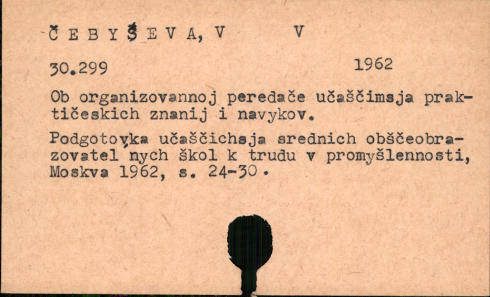 ČEBYŠEVA, V V
30.299 1962
Ob organizovannoj peredače učaščimsja prak-
tičeskich znanij i navykov.
Podgotovka učaščichsja srednich obščeobra-
zovatel nych škol k trudu v promyšlennosti,
Moskva 1962, s. 24-30.